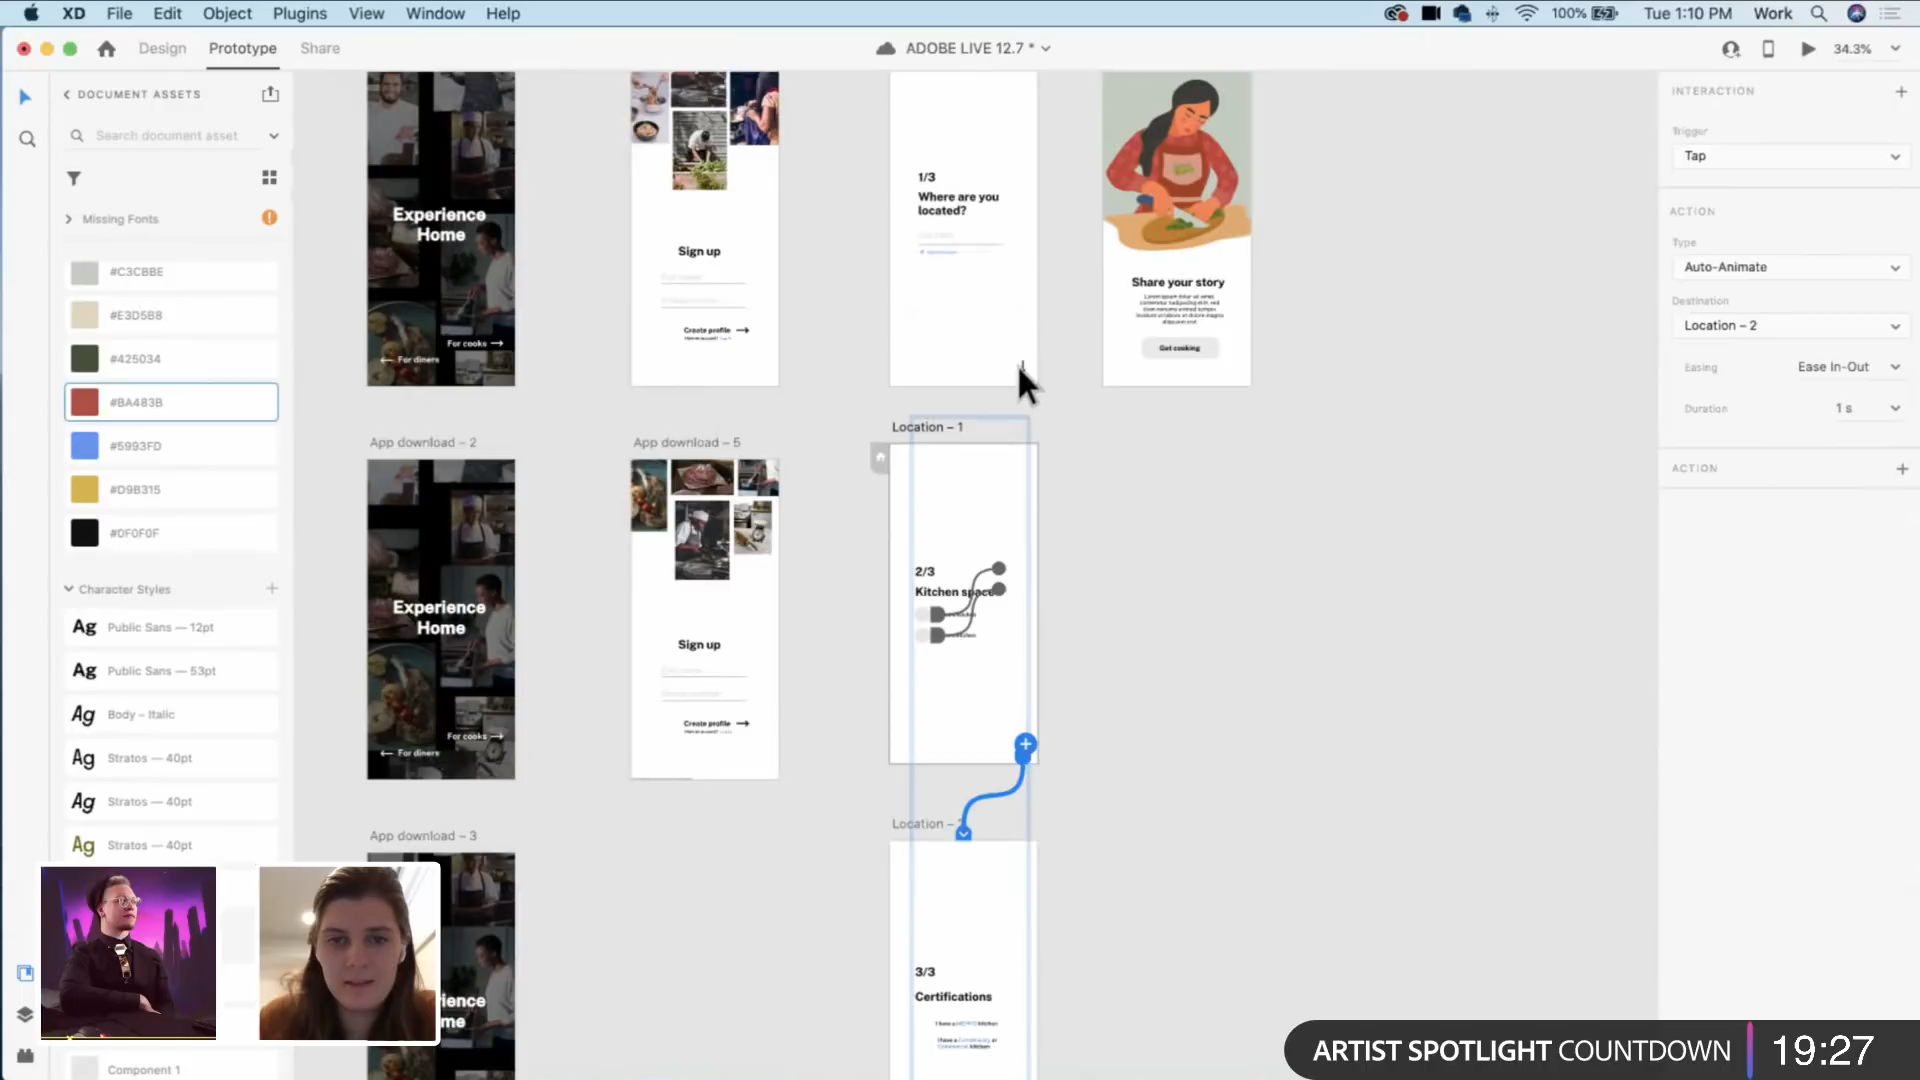 XD File Edit Object Plugins View Window Help
100% Tue 1:10 PM Work
Design Prototype Share
ADOBE LIVE 12.7 *
34.3%
DOCUMENT ASSETS
Search document asset
Missing Fonts
#C3CBBE
#E3D5B8
#425034
#BA483B
#5993FD
#D9B315
#0F0F0F
Character Styles
Ag Public Sans — 12pt
Ag Public Sans — 53pt
Ag Body – Italic
Ag Stratos — 40pt
Ag Stratos — 40pt
Ag Stratos — 40pt
Component 1
Experience
Home
For cooks
For diners
Sign up
Create profile
1/3
Where are you
located?
Share your story
Get cooking
App download – 2
Experience
Home
For cooks
For diners
App download – 5
Sign up
Create profile
Location – 1
2/3
Kitchen space
App download – 3
ience
me
Location –
3/3
Certifications
INTERACTION
Trigger
Tap
ACTION
Type
Auto-Animate
Destination
Location – 2
Easing Ease In-Out
Duration 1 s
ACTION
ARTIST SPOTLIGHT COUNTDOWN 19:27